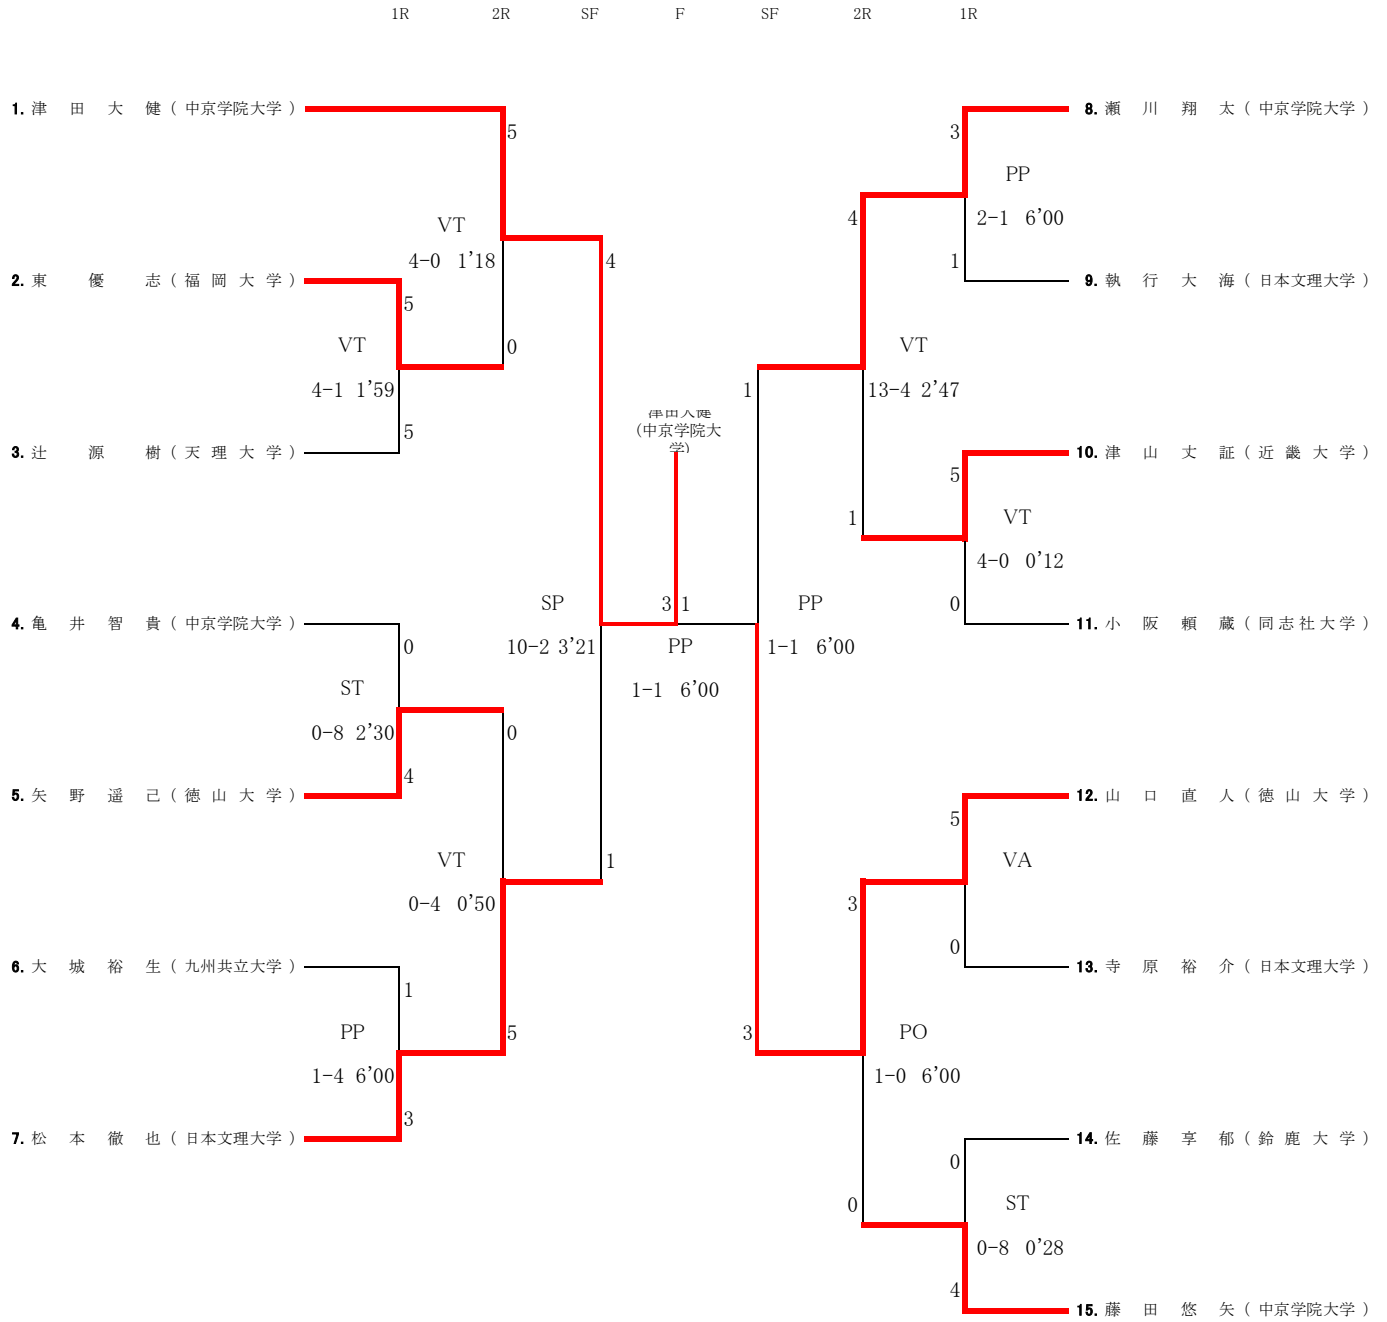 1R 2R SF F SF 2R 1R
1. 津田大健(中京学院大学)
8. 瀬川翔太(中京学院大学)
5
3
PP
VT
4
2-1 6'00
4-0 1'18
4
1
2. 東優志(福岡大学)
9. 執行大海(日本文理大学)
5
VT
0
VT
4-1 1'59
1
13-4 2'47
津田大健
(中京学院大
学)
5
3. 辻源樹(天理大学)
10. 津山丈証(近畿大学)
5
1
VT
4-0 0'12
SP
3 1
PP
0
4. 亀井智貴(中京学院大学)
11. 小阪頼蔵(同志社大学)
0
10-2 3'21
PP
1-1 6'00
ST
1-1 6'00
0-8 2'30
0
4
5. 矢野遥己(徳山大学)
12. 山口直人(徳山大学)
5
VT
1
VA
0-4 0'50
3
0
6. 大城裕生(九州共立大学)
13. 寺原裕介(日本文理大学)
1
PP
5
3
PO
1-4 6'00
1-0 6'00
3
7. 松本徹也(日本文理大学)
14. 佐藤享郁(鈴鹿大学)
0
0
ST
0-8 0'28
4
15. 藤田悠矢(中京学院大学)